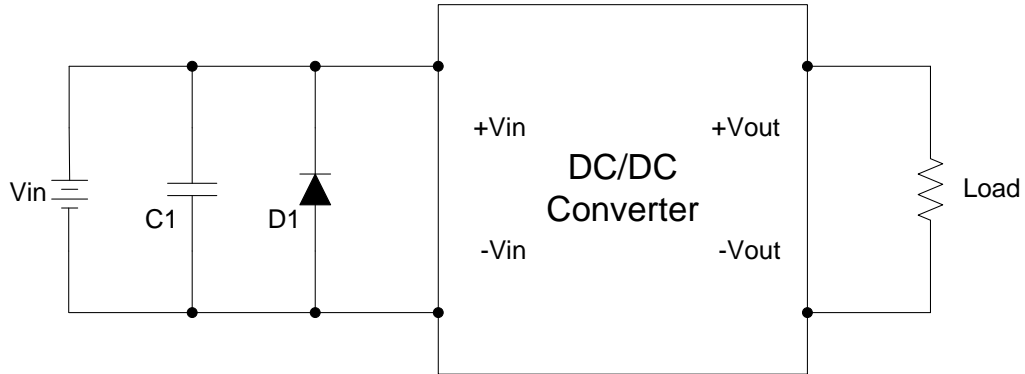 +Vin
+Vout
DC/DC
Converter
Vin
C1
D1
Load
-Vin
-Vout